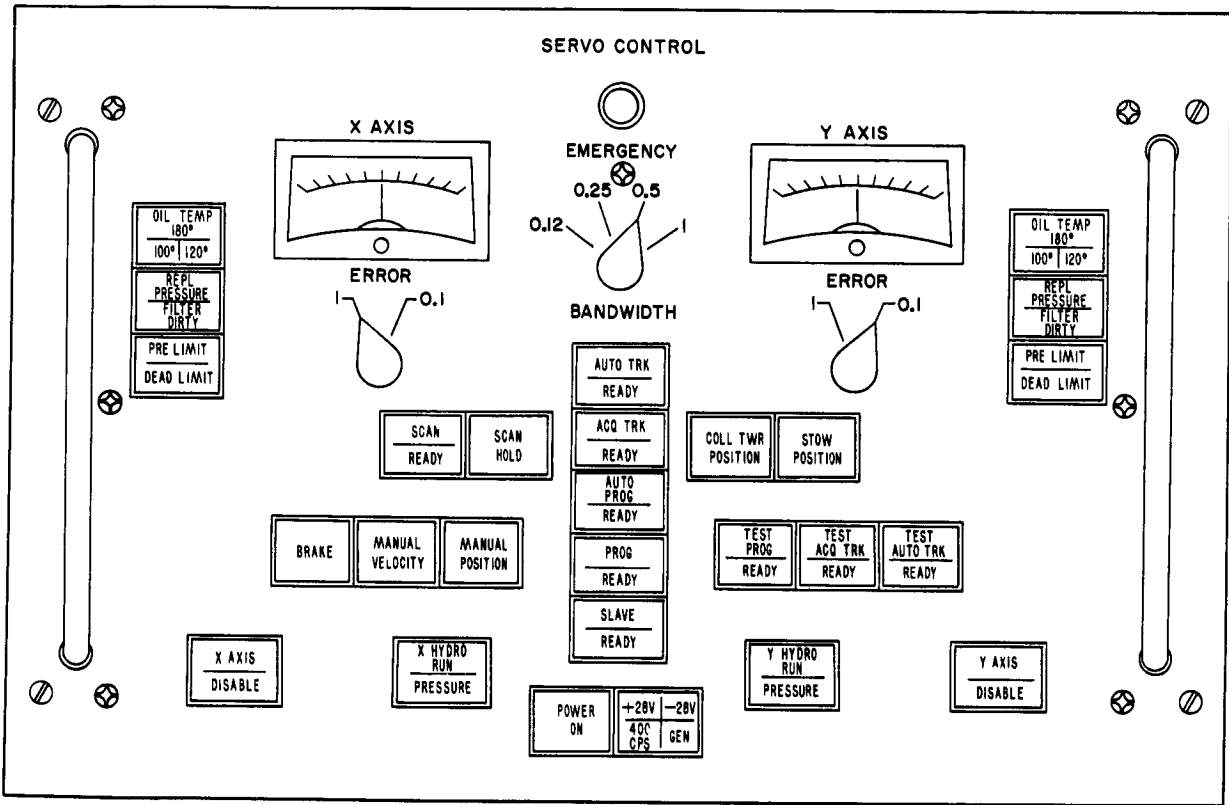 SERVO CONTROL
X AXIS
Y AXIS
EMERGENCY
0.12
0.25
0.5
1
BANDWIDTH
ERROR
1
0.1
ERROR
1
0.1
OIL TEMP
180°
100° 120°
REPL
PRESSURE
FILTER
DIRTY
PRE LIMIT
DEAD LIMIT
OIL TEMP
180°
100° 120°
REPL
PRESSURE
FILTER
DIRTY
PRE LIMIT
DEAD LIMIT
AUTO TRK
READY
ACQ TRK
READY
AUTO
PROG
READY
PROG
READY
SLAVE
READY
SCAN
READY
SCAN
HOLD
COLL TWR
POSITION
STOW
POSITION
BRAKE
MANUAL
VELOCITY
MANUAL
POSITION
TEST
PROG
READY
TEST
ACQ TRK
READY
TEST
AUTO TRK
READY
X AXIS
DISABLE
X HYDRO
RUN
PRESSURE
Y HYDRO
RUN
PRESSURE
Y AXIS
DISABLE
POWER
ON
+28V -28V
400
CPS
GEN